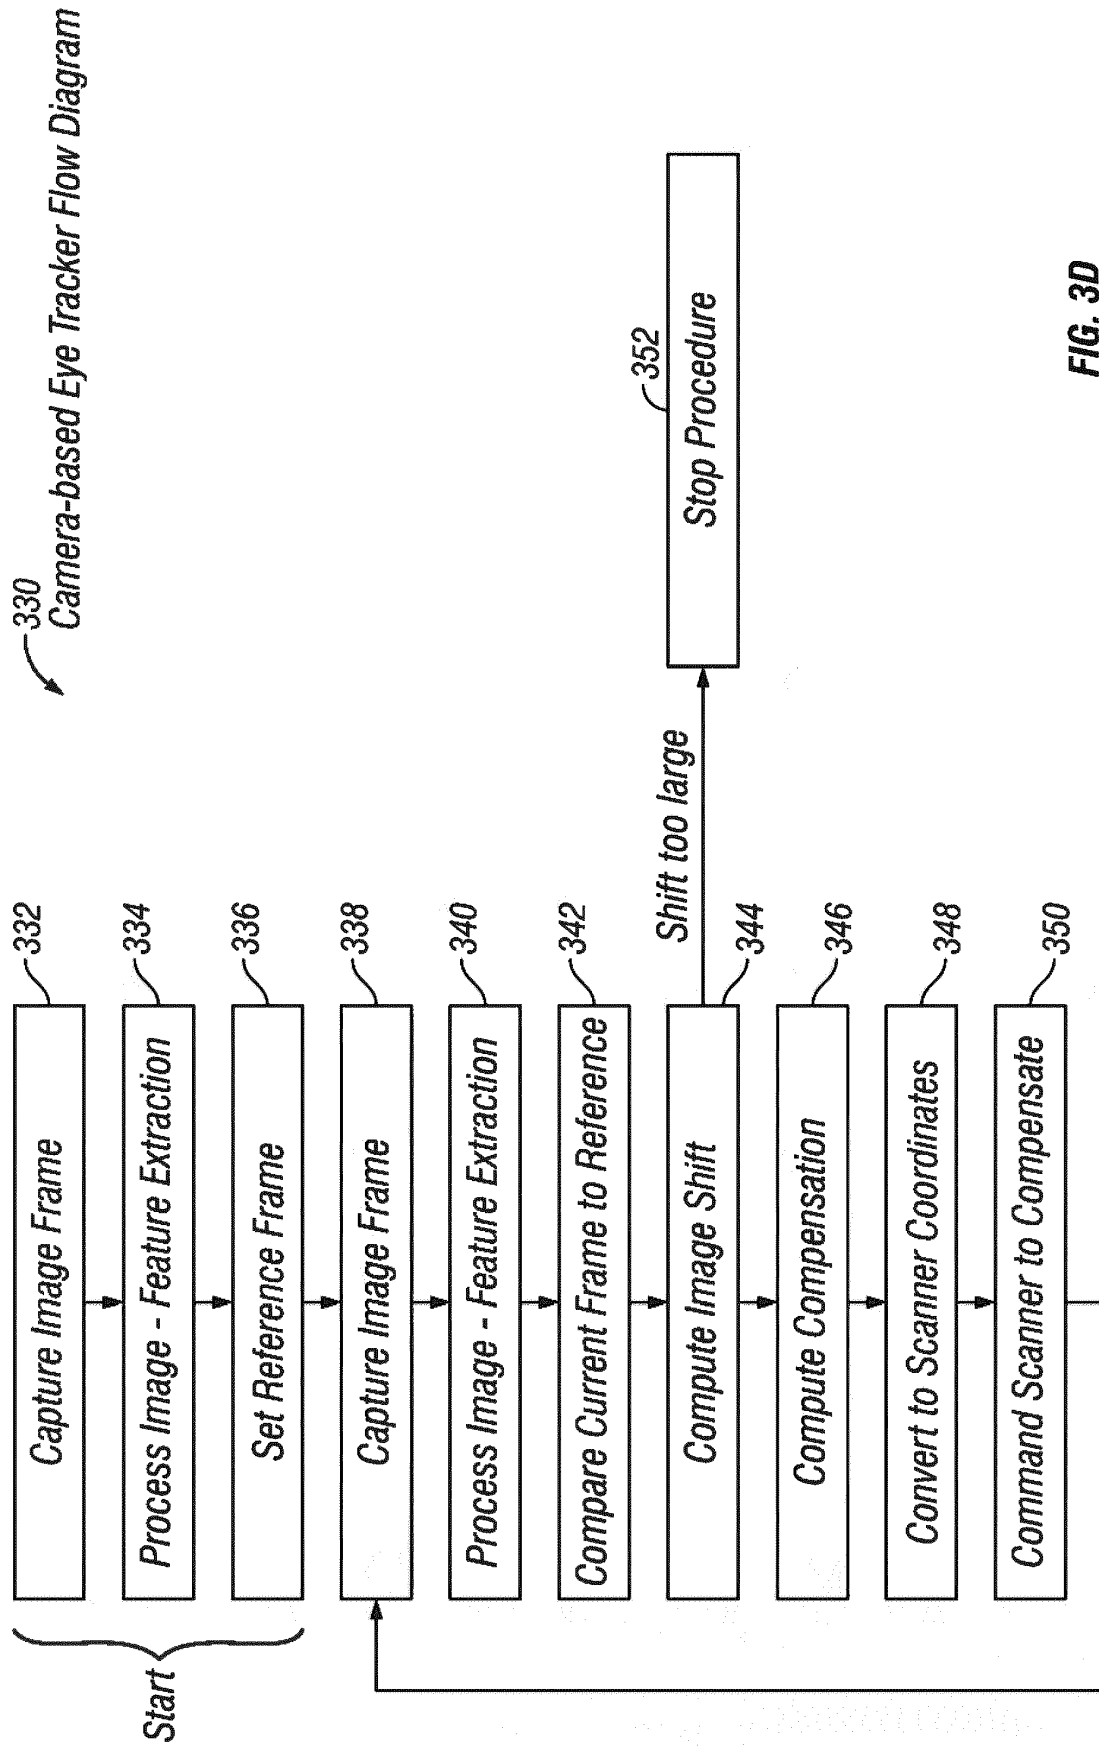 330
Camera-based Eye Tracker Flow Diagram
Start
Capture Image Frame
332
Process Image - Feature Extraction
334
Set Reference Frame
336
Capture Image Frame
338
Process Image - Feature Extraction
340
Compare Current Frame to Reference
342
Compute Image Shift
344
Shift too large
Stop Procedure
352
Compute Compensation
346
Convert to Scanner Coordinates
348
Command Scanner to Compensate
350
FIG. 3D